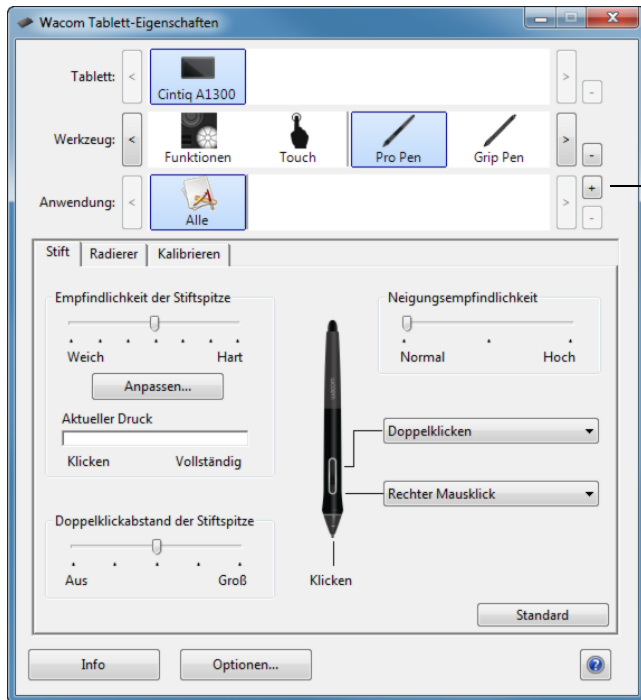 Wacom Tablett-Eigenschaften
Tablett:
<
Cintiq A1300
>
-
Werkzeug:
<
Funktionen
Touch
Pro Pen
Grip Pen
>
-
Anwendung:
<
Alle
>
+
-
Stift
Radierer
Kalibrieren
Empfindlichkeit der Stiftspitze
Weich
Hart
Anpassen...
Aktueller Druck
Klicken
Vollständig
Doppelklickabstand der Stiftspitze
Aus
Groß
Neigungsempfindlichkeit
Normal
Hoch
wacom
Doppelklicken
Rechter Mausklick
Klicken
Standard
Info
Optionen...
?